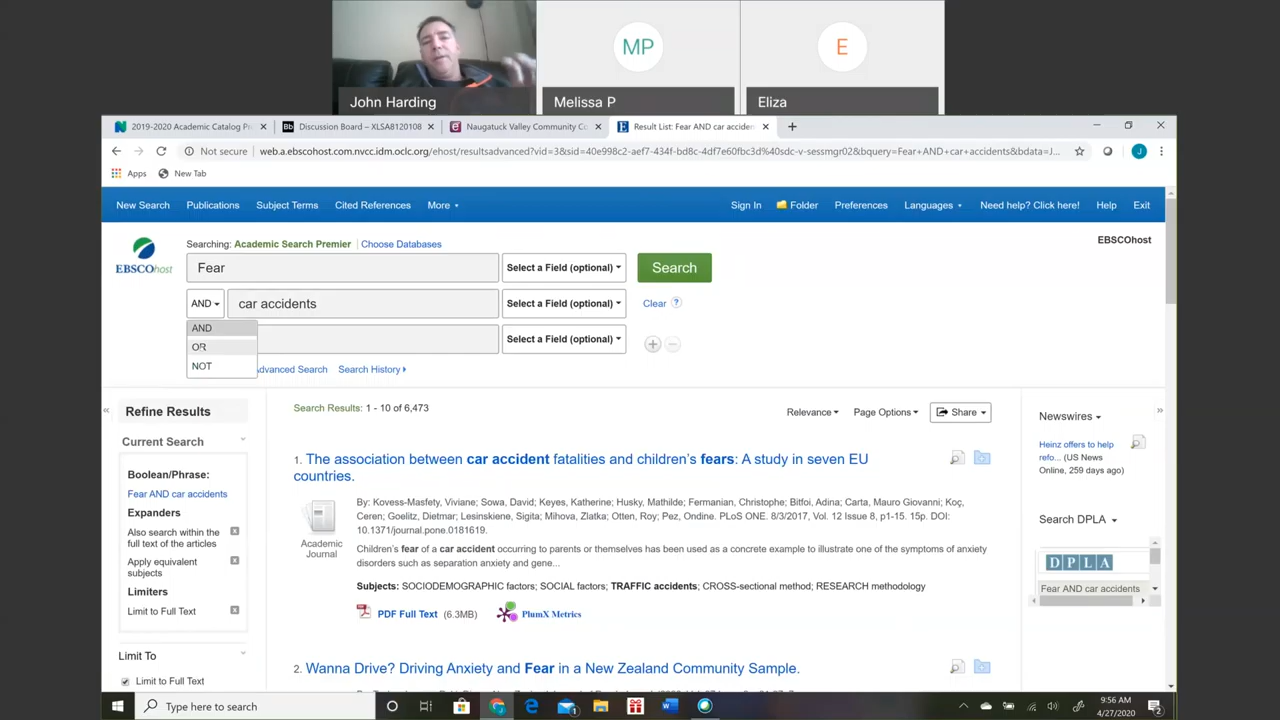 MP
E
John Harding
Melissa P
Eliza
2019-2020 Academic Catalog Pr
Discussion Board – XLSA8120108
Naugatuck Valley Community Co
Result List: Fear AND car acciden
Not secure
web.a.ebscohost.com.nvcc.idm.oclc.org/ehost/resultsadvanced?vid=3&sid=40e998c2-aef7-434f-bd8c-4df7e60fbc3d%40sdc-v-sessmgr02&bquery=Fear+AND+car+accidents&bdata=J...
Apps
New Tab
New Search
Publications
Subject Terms
Cited References
More
Sign In
Folder
Preferences
Languages
Need help? Click here!
Help
Exit
EBSCOhost
Searching: Academic Search Premier
Choose Databases
EBSCOhost
Fear
Select a Field (optional)
Search
AND
car accidents
Select a Field (optional)
Clear
?
AND
OR
NOT
Select a Field (optional)
Advanced Search
Search History
Refine Results
Current Search
Boolean/Phrase:
Fear AND car accidents
Expanders
Also search within the
full text of the articles
Apply equivalent
subjects
Limiters
Limit to Full Text
Limit To
Limit to Full Text
Search Results: 1 - 10 of 6,473
Relevance
Page Options
Share
1. The association between car accident fatalities and children's fears: A study in seven EU
countries.
Academic
Journal
By: Kovess-Masfety, Viviane; Sowa, David; Keyes, Katherine; Husky, Mathilde; Fermanian, Christophe; Bitfoi, Adina; Carta, Mauro Giovanni; Koç,
Ceren; Goelitz, Dietmar; Lesinskiene, Sigita; Mihova, Zlatka; Otten, Roy; Pez, Ondine. PLoS ONE. 8/3/2017, Vol. 12 Issue 8, p1-15. 15p. DOI:
10.1371/journal.pone.0181619.
Children's fear of a car accident occurring to parents or themselves has been used as a concrete example to illustrate one of the symptoms of anxiety
disorders such as separation anxiety and gene...
Subjects: SOCIODEMOGRAPHIC factors; SOCIAL factors; TRAFFIC accidents; CROSS-sectional method; RESEARCH methodology
PDF Full Text (6.3MB)
PlumX Metrics
2. Wanna Drive? Driving Anxiety and Fear in a New Zealand Community Sample.
Newswires
Heinz offers to help
refo... (US News
Online, 259 days ago)
Search DPLA
DPLA
Fear AND car accidents
Type here to search
9:56 AM
4/27/2020